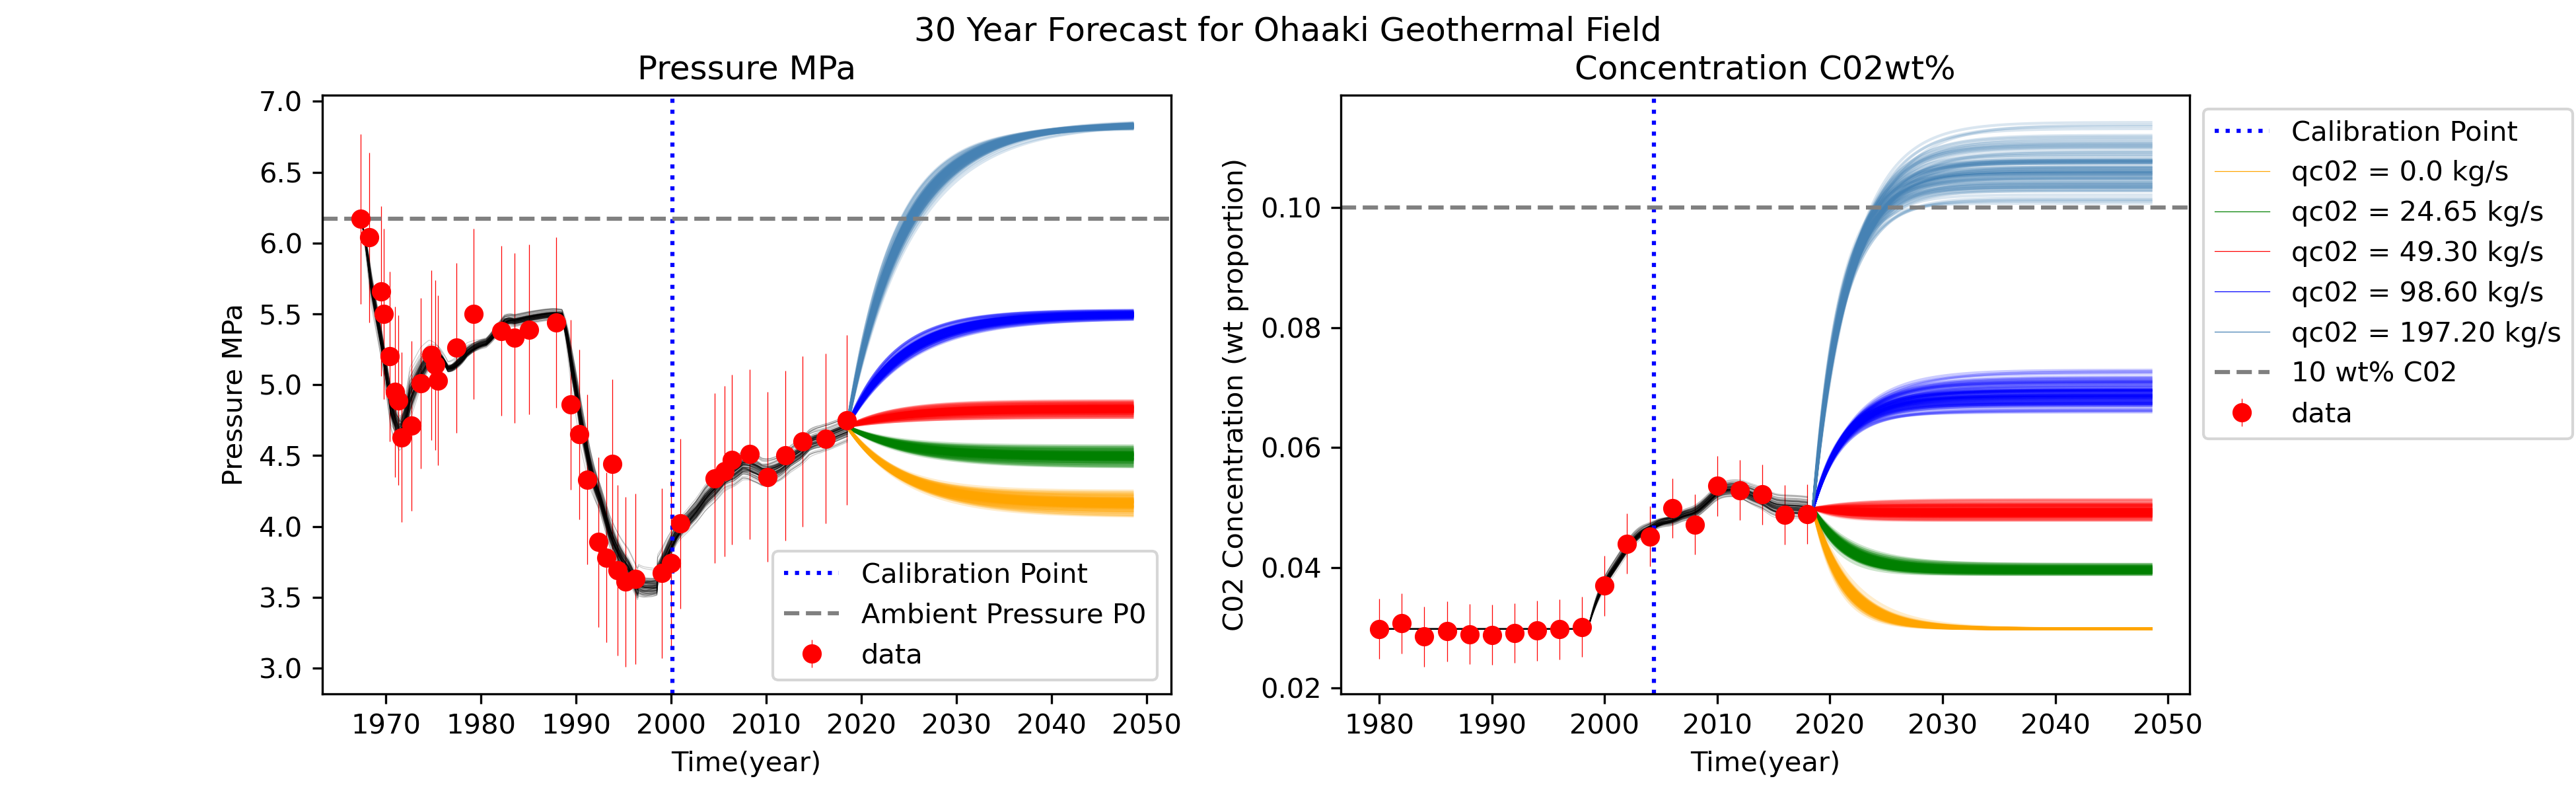 30 Year Forecast for Ohaaki Geothermal Field
Pressure MPa
7.0
6.5
6.0
5.5
5.0
4.5
4.0
3.5
3.0
Pressure MPa
1970 1980 1990 2000 2010 2020 2030 2040 2050
Time(year)
Calibration Point
Ambient Pressure P0
data
Concentration C02wt%
0.10
0.08
0.06
0.04
0.02
C02 Concentration (wt proportion)
1980 1990 2000 2010 2020 2030 2040 2050
Time(year)
Calibration Point
qc02 = 0.0 kg/s
qc02 = 24.65 kg/s
qc02 = 49.30 kg/s
qc02 = 98.60 kg/s
qc02 = 197.20 kg/s
10 wt% C02
data